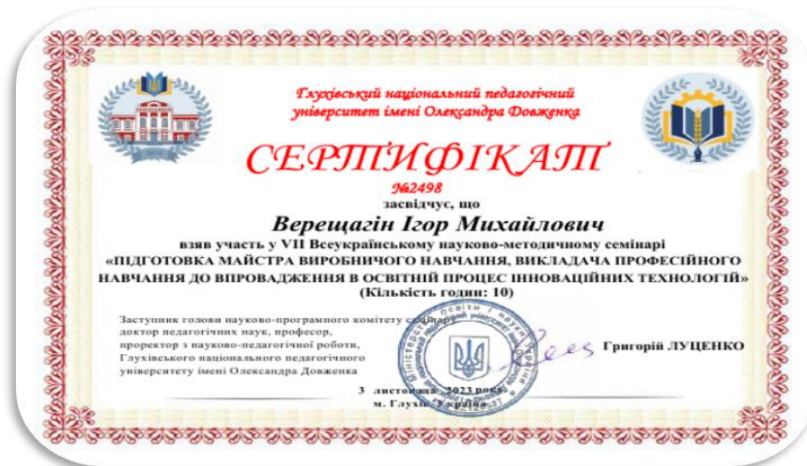 Глухівський національний педагогічний
університет імені Олександра Довженка
СЕРТИФІКАТ
№2498
засвідчує, що
Верещагін Ігор Михайлович
взяв участь у VII Всеукраїнському науково-методичному семінарі
«ПІДГОТОВКА МАЙСТРА ВИРОБНИЧОГО НАВЧАННЯ, ВИКЛАДАЧА ПРОФЕСІЙНОГО
НАВЧАННЯ ДО ВПРОВАДЖЕННЯ В ОСВІТНІЙ ПРОЦЕС ІННОВАЦІЙНИХ ТЕХНОЛОГІЙ»
(Кількість годин: 10)
Заступник голови науково-програмного комітету семінару,
доктор педагогічних наук, професор,
проректор з науково-педагогічної роботи,
Глухівського національного педагогічного
університету імені Олександра Довженка
Григорій ЛУЦЕНКО
3 листопада 2023 року
м. Глухів, Україна